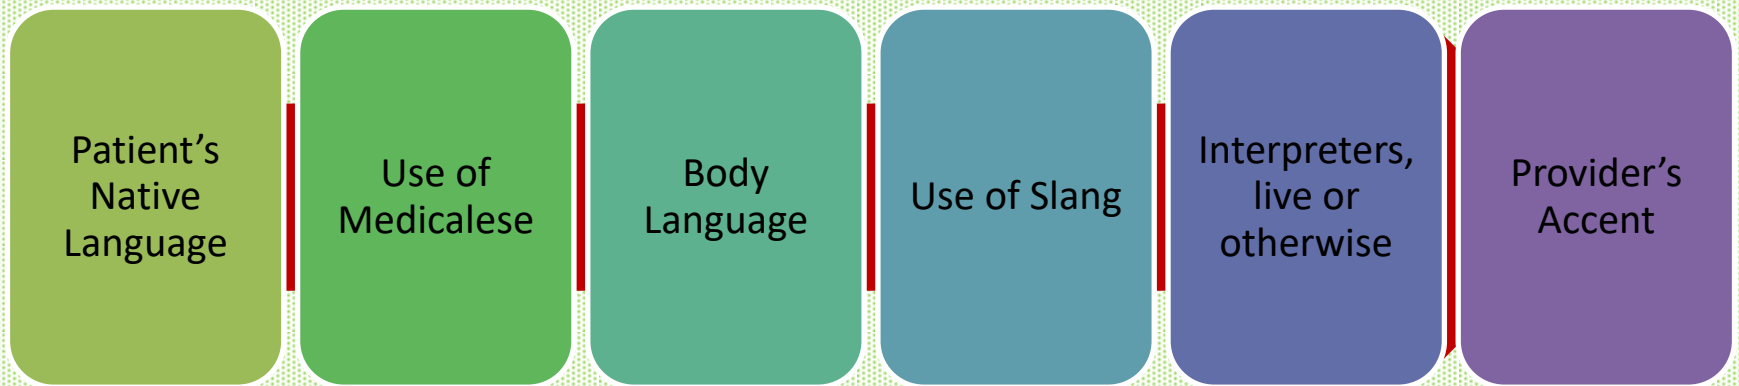 Patient’s
Native
Language
Use of
Medicalese
Body
Language
Use of Slang
Interpreters,
live or
otherwise
Provider’s
Accent